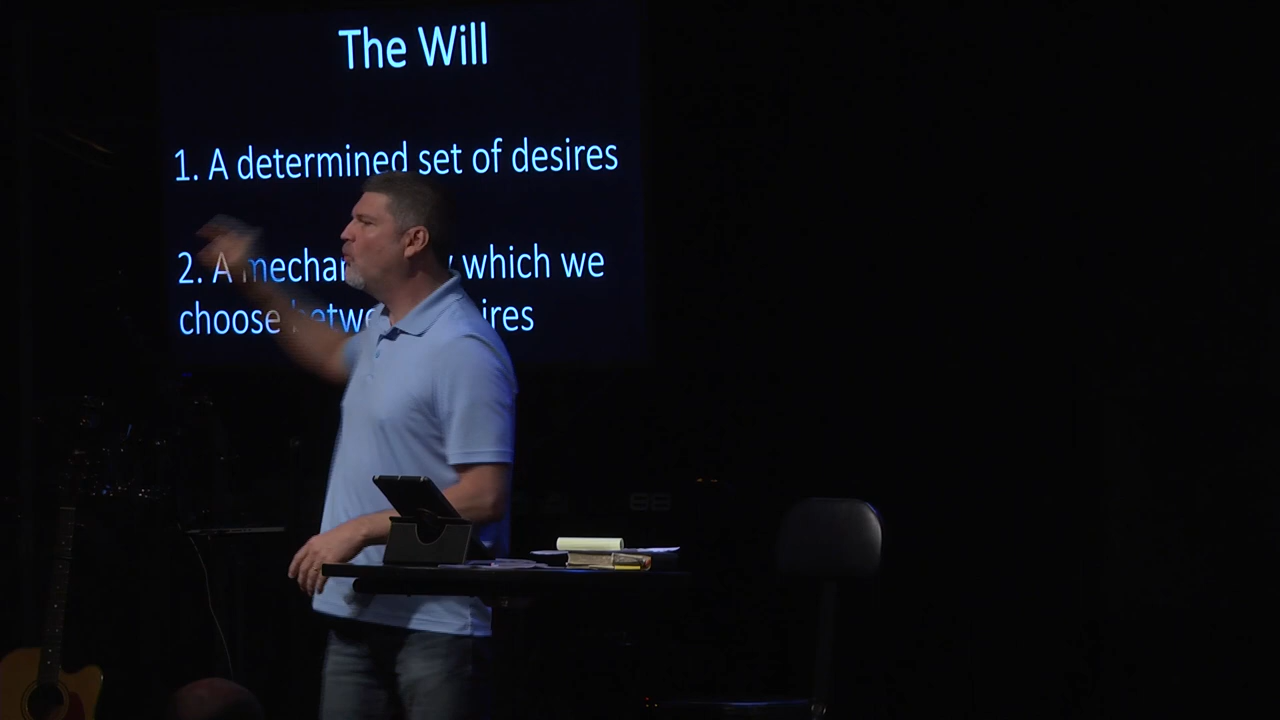 The Will
1. A determined set of desires
2. A which we
choose